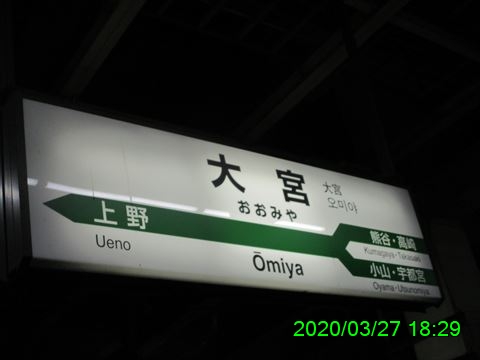 大宮
おおみや
大宮
오미야
上野
Ueno
Ōmiya
熊谷・高崎
Kumagaya・Takasaki
小山・宇都宮
Oyama・Utsunomiya
2020/03/27 18:29